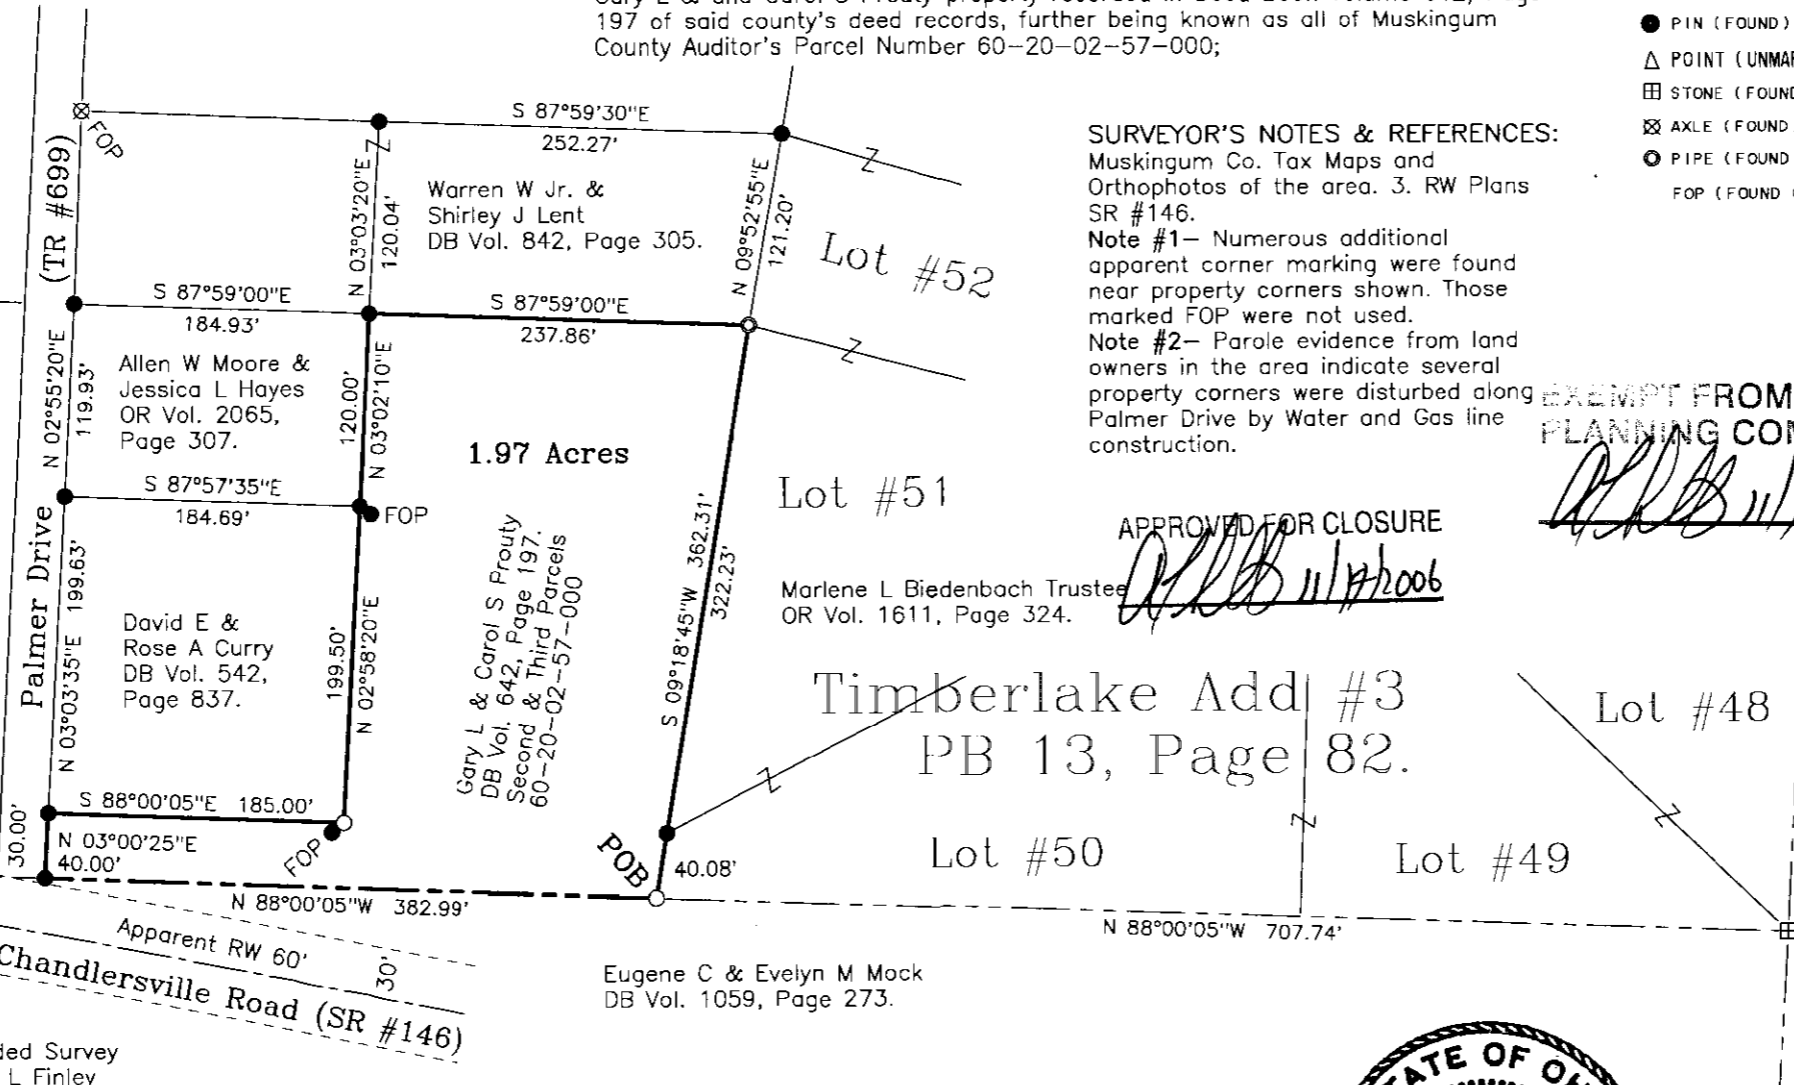 197 of said county's deed records, further being known as all of Muskingum
County Auditor's Parcel Number 60-20-02-57-000;
PIN (FOUND)
POINT
STONE
AXLE (FOUND
PIPE (FOUND
FOP (FOUND
SURVEYOR'S NOTES & REFERENCES:
Muskingum Co. Tax Maps and
Orthophotos of the area. 3. RW Plans
SR #146.
Note #1- Numerous additional
apparent corner marking were found
near property corners shown. Those
marked FOP were not used.
Note #2- Parole evidence from land
owners in the area indicate several
property corners were disturbed along
Palmer Drive by Water and Gas line
construction.
EXEMPT FROM
PLANNING
APPROVED FOR CLOSURE
2006
S 87°59'30"E
252.27'
FOP
N 03°03'20"E
120.04'
Warren W Jr. &
Shirley J Lent
DB Vol. 842, Page 305.
N 09°52'55"E
121.20'
Lot #52
Palmer Drive (TR #699)
S 87°59'00"E
184.93'
S 87°59'00"E
237.86'
N 02°55'20"E
119.93'
Allen W Moore &
Jessica L Hayes
OR Vol. 2065,
Page 307.
120.00'
N 03°02'10"E
1.97 Acres
S 87°57'35"E
184.69'
FOP
Lot #51
N 03°03'35"E 199.63'
David E &
Rose A Curry
DB Vol. 542,
Page 837.
199.50'
N 02°58'20"E
Gary L & Carol S Prouty
DB Vol. 642, Page 197.
Second & Third Parcels
60-20-02-57-000
S 09°18'45"W 362.31'
322.23'
Marlene L Biedenbach Trustee
OR Vol. 1611, Page 324.
Timberlake Add #3
PB 13, Page 82.
Lot #48
S 88°00'05"E 185.00'
30.00'
N 03°00'25"E
40.00'
FOP
POB
40.08'
Lot #50
Lot #49
N 88°00'05"W 382.99'
N 88°00'05"W 707.74'
Apparent RW 60'
30'
Chandlersville Road (SR #146)
Eugene C & Evelyn M Mock
DB Vol. 1059, Page 273.
Survey
L Finley
STATE OF